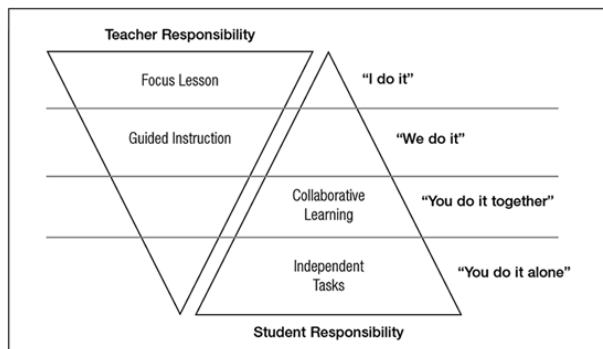 Teacher Responsibility
Focus Lesson
“I do it”
Guided Instruction
“We do it”
Collaborative
Learning
“You do it together”
Independent
Tasks
“You do it alone”
Student Responsibility